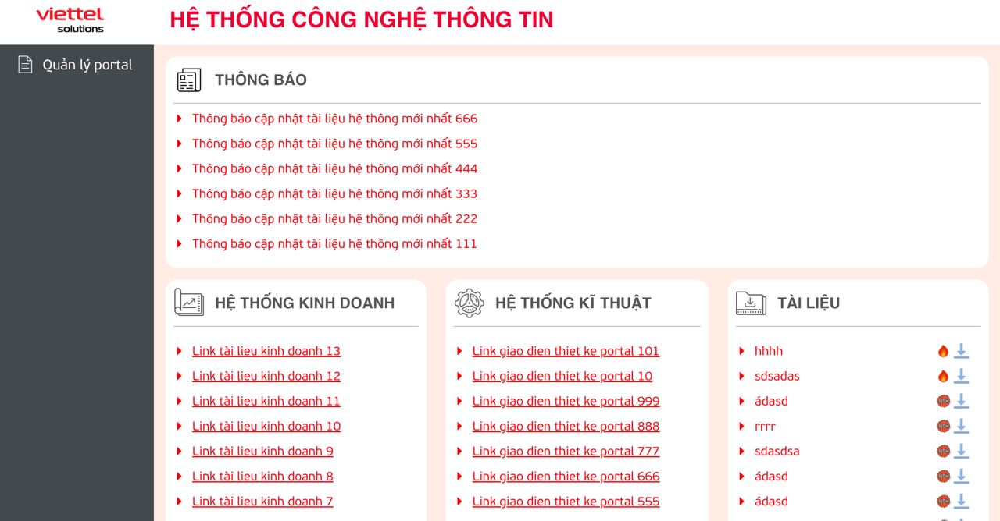 viettel
solutions
HỆ THỐNG CÔNG NGHỆ THÔNG TIN
Quản lý portal
THÔNG BÁO
Thông báo cập nhật tài liệu hệ thông mới nhất 666
Thông báo cập nhật tài liệu hệ thông mới nhất 555
Thông báo cập nhật tài liệu hệ thông mới nhất 444
Thông báo cập nhật tài liệu hệ thông mới nhất 333
Thông báo cập nhật tài liệu hệ thông mới nhất 222
Thông báo cập nhật tài liệu hệ thông mới nhất 111
HỆ THỐNG KINH DOANH
Link tài lieu kinh doanh 13
Link tài lieu kinh doanh 12
Link tài lieu kinh doanh 11
Link tài lieu kinh doanh 10
Link tài lieu kinh doanh 9
Link tài lieu kinh doanh 8
Link tài lieu kinh doanh 7
HỆ THỐNG KĨ THUẬT
Link giao dien thiet ke portal 101
Link giao dien thiet ke portal 10
Link giao dien thiet ke portal 999
Link giao dien thiet ke portal 888
Link giao dien thiet ke portal 777
Link giao dien thiet ke portal 666
Link giao dien thiet ke portal 555
TÀI LIỆU
hhhh
sdsadas
ádasd
rrrr
sdasdsa
ádasd
ádasd